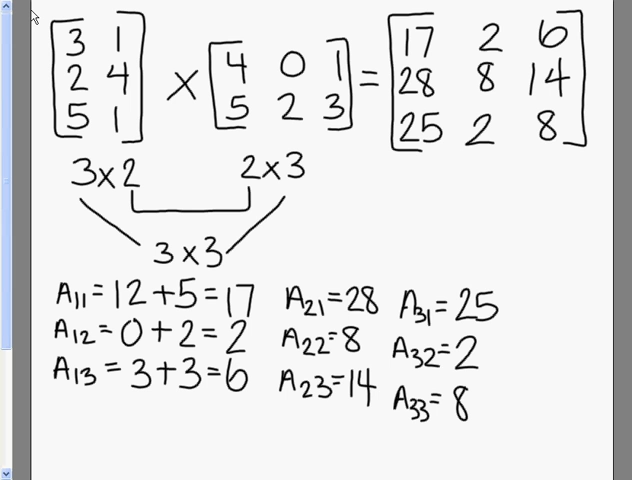 3 1
2 4
5 1
×
4 0 1
5 2 3
=
17 2 6
28 8 14
25 2 8
3x2 2x3
3x3
A11=12+5=17 A21=28 A31=25
A12=0+2=2 A22=8 A32=2
A13=3+3=6 A23=14 A33=8